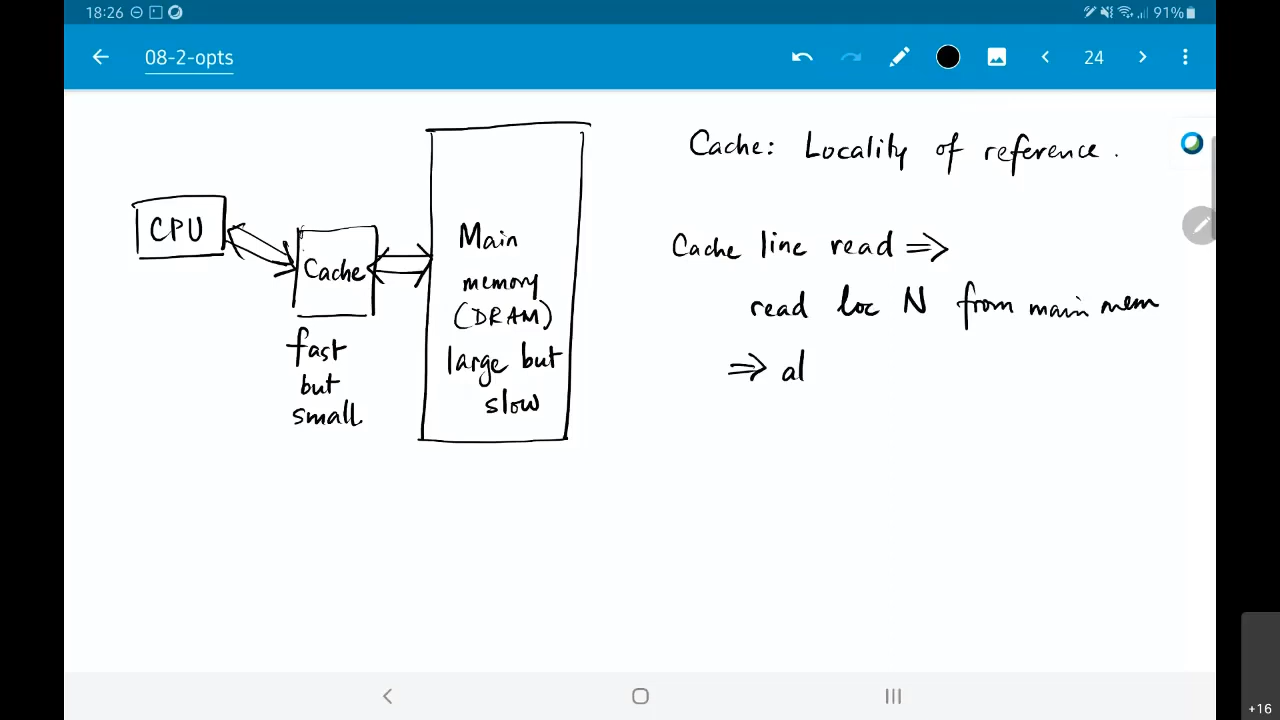 18:26
91%
08-2-opts
24
Cache: Locality of reference.
CPU
Cache
fast
but
small
Main
memory
(DRAM)
large but
slow
Cache line read ⇒
read loc N from main mem
⇒ al
+16